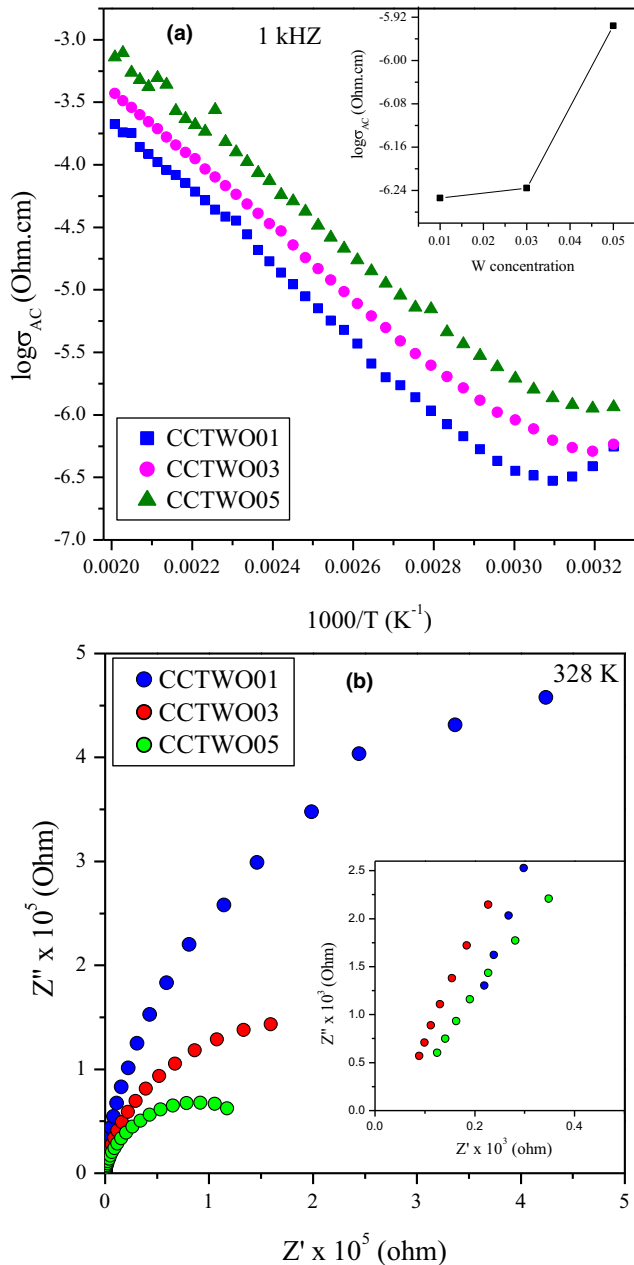 (a)
1 kHZ
-3.0
-3.5
-4.0
-4.5
-5.0
-5.5
-6.0
-6.5
-7.0
logσAC (Ohm.cm)
0.0020
0.0022
0.0024
0.0026
0.0028
0.0030
0.0032
1000/T (K-1)
CCTWO01
CCTWO03
CCTWO05
-5.92
-6.00
-6.08
-6.16
-6.24
logσAC (Ohm.cm)
0.01
0.02
0.03
0.04
0.05
W concentration
(b)
328 K
CCTWO01
CCTWO03
CCTWO05
5
4
3
2
1
0
Z'' x 10^5 (Ohm)
0
1
2
3
4
5
Z' x 10^5 (ohm)
2.5
2.0
1.5
1.0
0.5
0.0
Z'' x 10^3 (Ohm)
0.0
0.2
0.4
Z' x 10^3 (ohm)